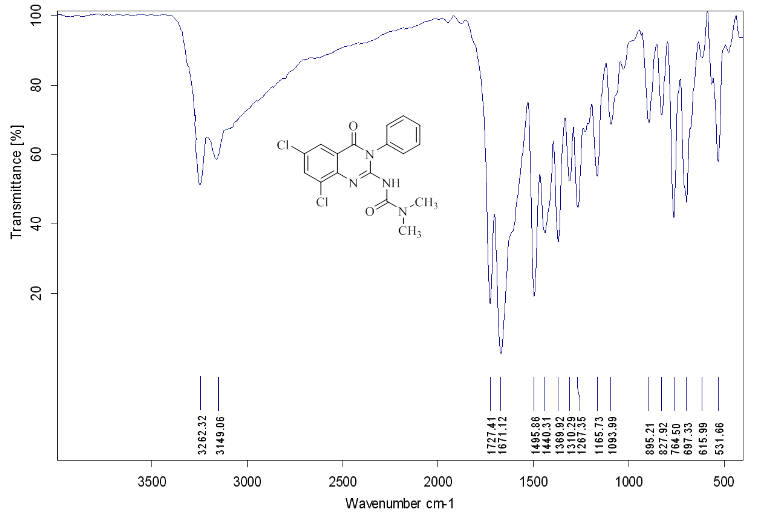 Transmittance [%]
100
80
60
40
20
Cl
Cl
O
N
N
NH
O
N
CH3
CH3
3262.32
3149.06
1727.41
1671.12
1495.86
1440.31
1369.92
1310.29
1267.35
1165.73
1093.99
895.21
827.92
764.50
697.33
615.99
531.66
3500 3000 2500 2000 1500 1000 500
Wavenumber cm-1